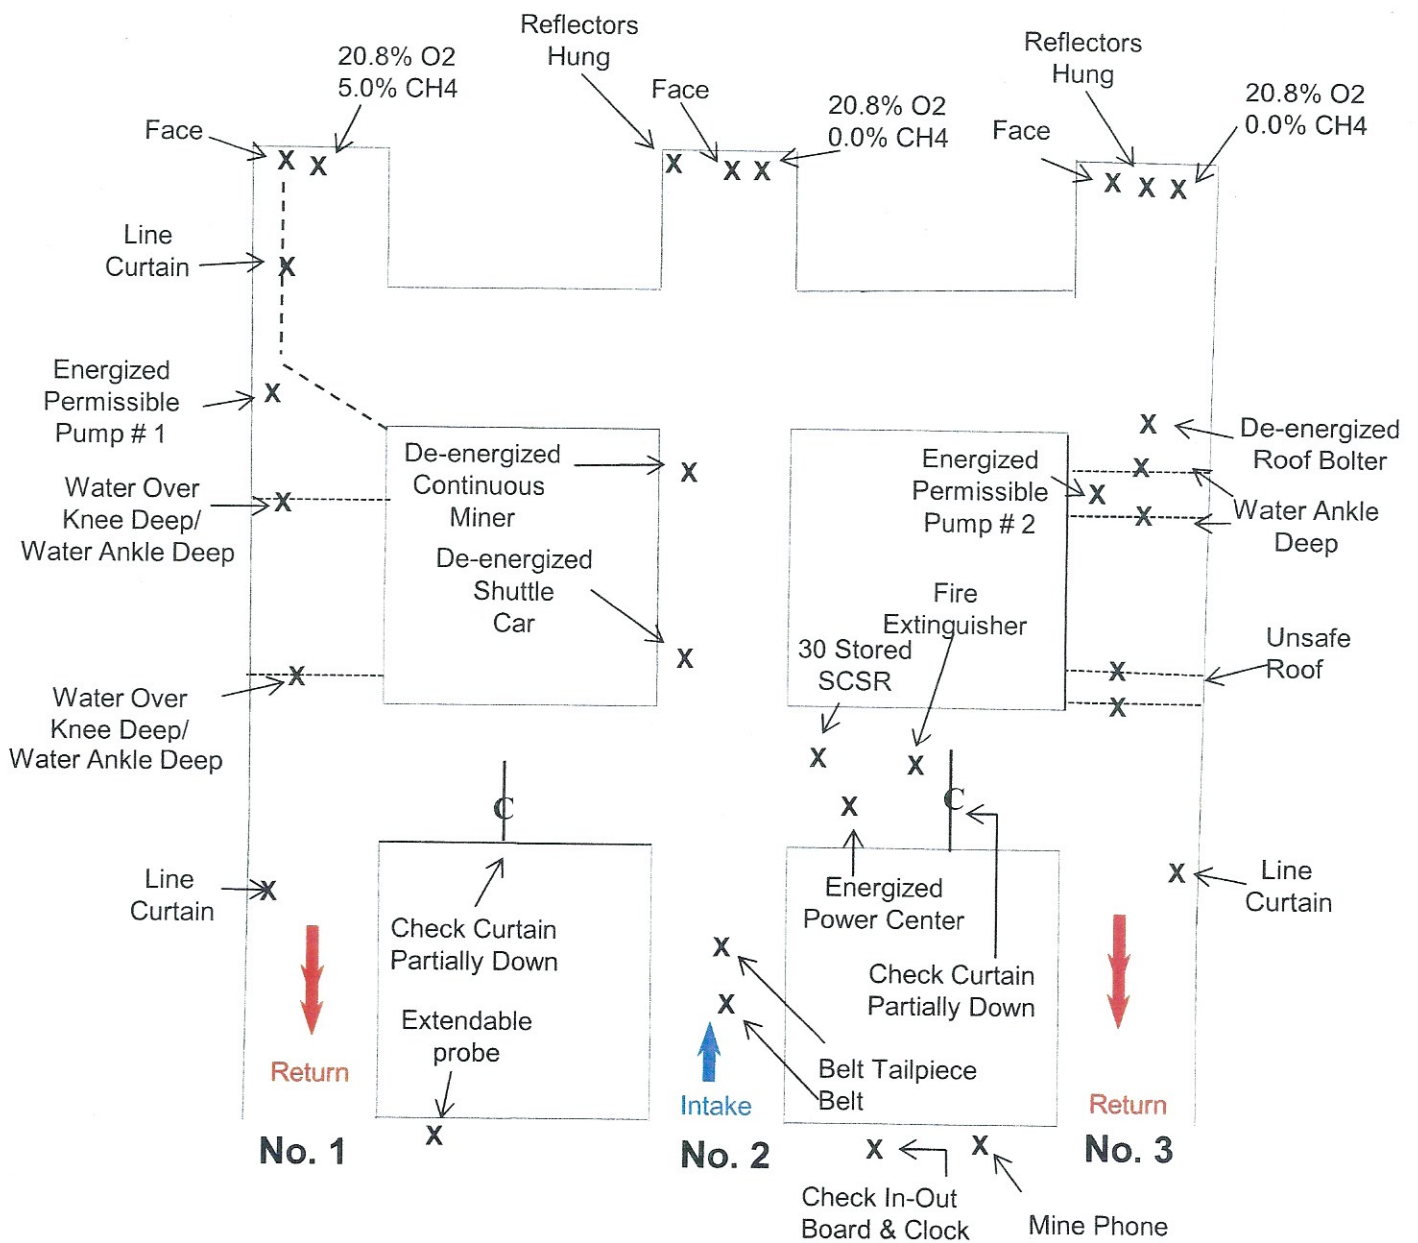 Reflectors
Hung
20.8% O2
5.0% CH4
Face
Face
20.8% O2
0.0% CH4
Reflectors
Hung
Face
20.8% O2
0.0% CH4
X X
X X X
X X X
Line
Curtain
X
Energized
Permissible
Pump # 1
X
De-energized
Continuous
Miner
X
Energized
Permissible
Pump # 2
X
X
De-energized
Roof Bolter
X
Water Over
Knee Deep/
Water Ankle Deep
X
X
Water Ankle
Deep
De-energized
Shuttle
Car
X
Fire
Extinguisher
30 Stored
SCSR
X
X
Unsafe
Roof
X
X
Water Over
Knee Deep/
Water Ankle Deep
X
C
C
X
Line
Curtain
X
Check Curtain
Partially Down
Energized
Power Center
X
Line
Curtain
X
Check Curtain
Partially Down
X
Extendable
probe
X
Belt Tailpiece
Belt
Return
Intake
Return
No. 1
No. 2
No. 3
X
X
Check In-Out
Board & Clock
Mine Phone